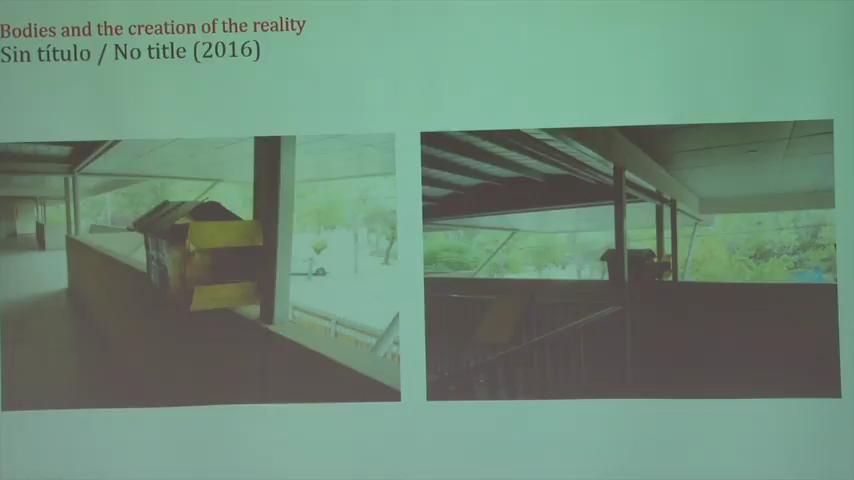 Bodies and the creation of the reality
Sin título / No title (2016)